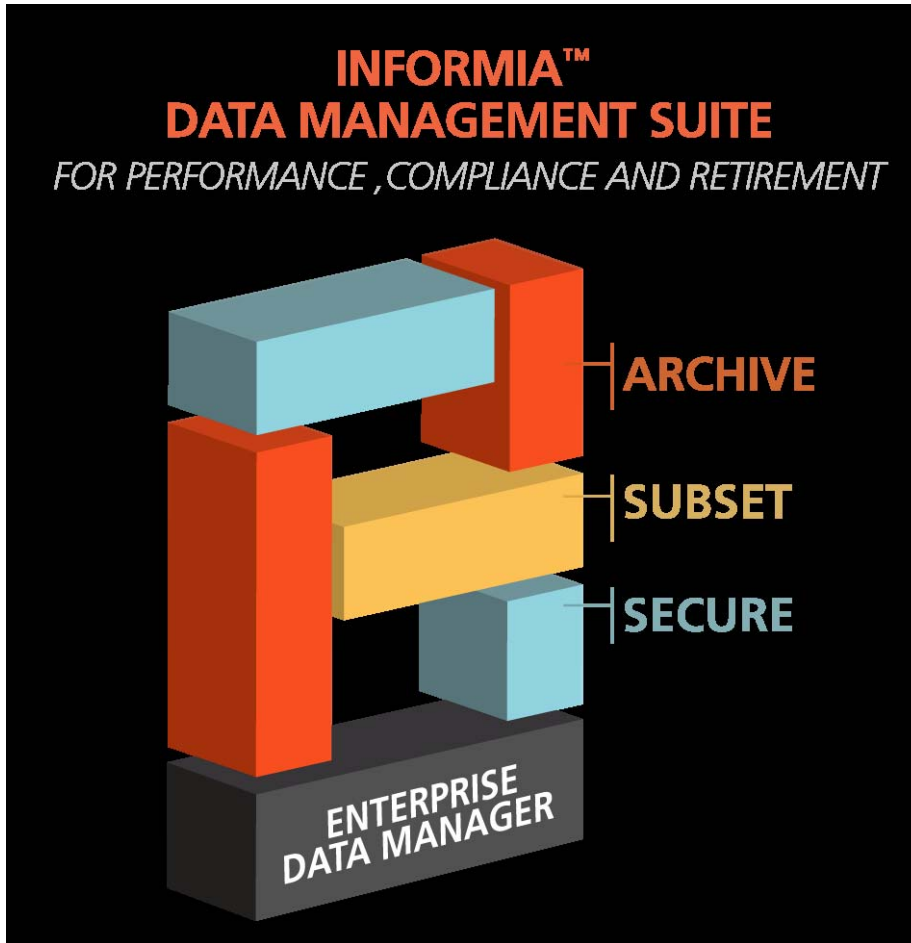 INFORMIA™
DATA MANAGEMENT SUITE
FOR PERFORMANCE , COMPLIANCE AND RETIREMENT
ARCHIVE
SUBSET
SECURE
ENTERPRISE
DATA MANAGER